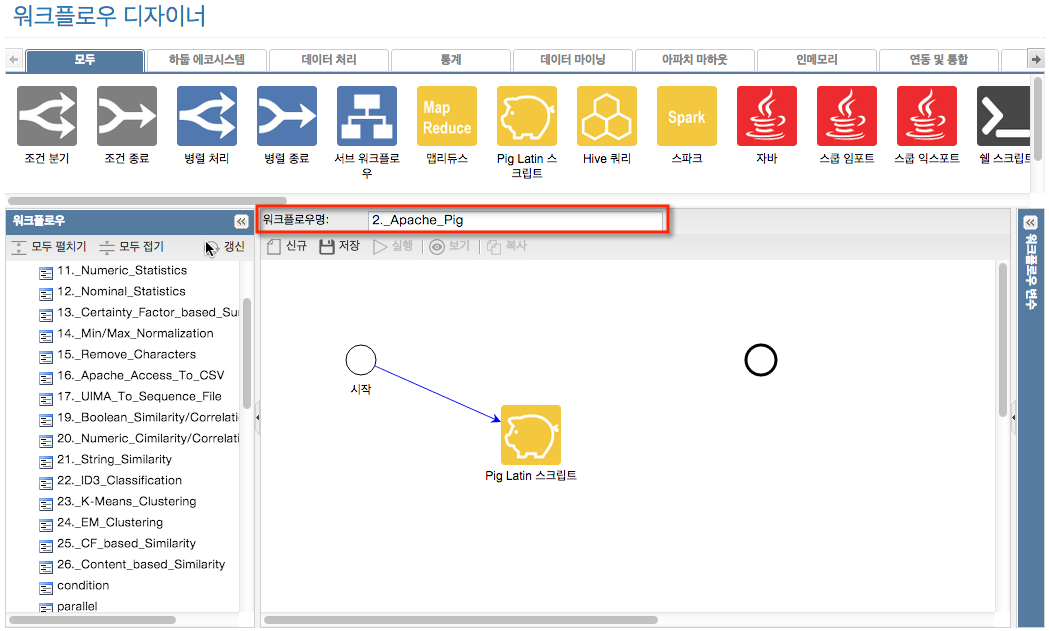 워크플로우 디자이너
모두 하둡 에코시스템 데이터 처리 통계 데이터 마이닝 아파치 마하웃 인메모리 연동 및 통합
Map
Reduce
Spark
조건 분기 조건 종료 병렬 처리 병렬 종료 서브 워크플로우 맵리듀스 Pig Latin 스크립트 Hive 쿼리 스파크 자바 스쿱 임포트 스쿱 익스포트 쉘 스크립트
워크플로우
워크플로우명: 2._Apache_Pig
모두 펼치기 모두 접기 갱신
신규 저장 실행 보기 복사
워크플로우 변수
11._Numeric_Statistics
12._Nominal_Statistics
13._Certainty_Factor_based_Su
14._Min/Max_Normalization
15._Remove_Characters
16._Apache_Access_To_CSV
17._UIMA_To_Sequence_File
19._Boolean_Similarity/Correlati
20._Numeric_Cimilarity/Correlati
21._String_Similarity
22._ID3_Classification
23._K-Means_Clustering
24._EM_Clustering
25._CF_based_Similarity
26._Content_based_Similarity
condition
parallel
시작
Pig Latin 스크립트